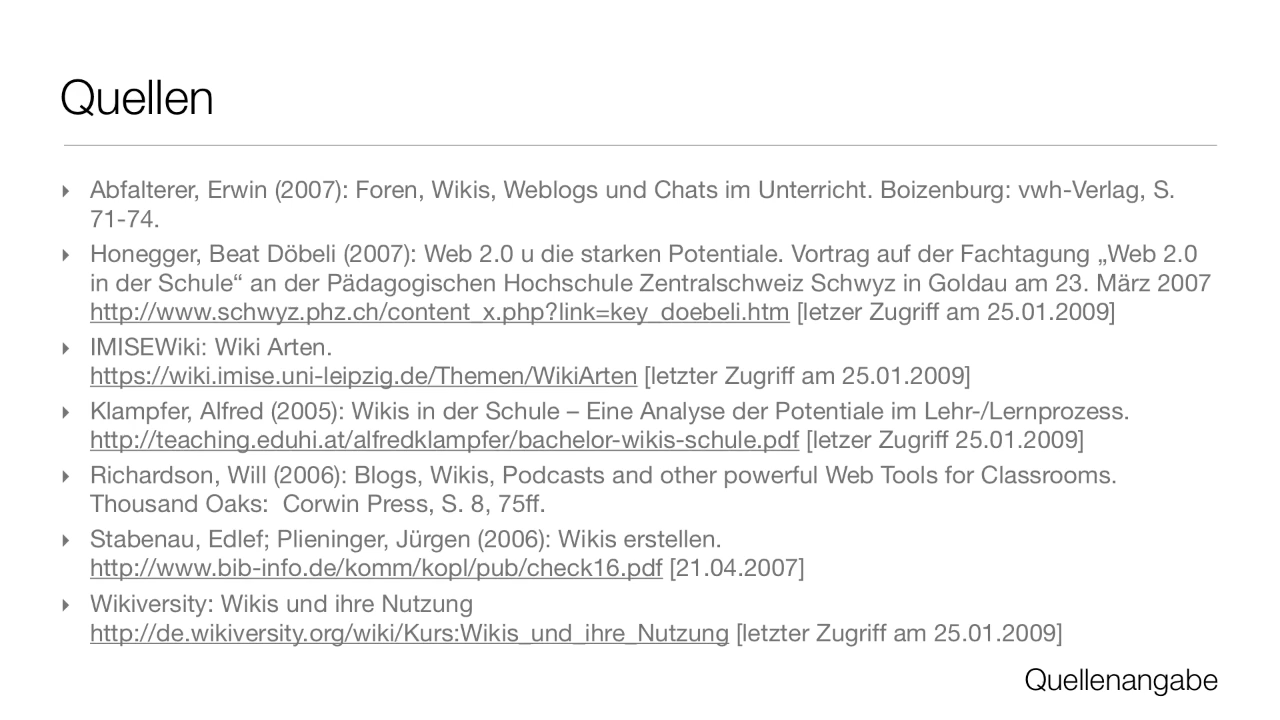 Quellen
‣ Abfalterer, Erwin (2007): Foren, Wikis, Weblogs und Chats im Unterricht. Boizenburg: vwh-Verlag, S.
71-74.
‣ Honegger, Beat Döbeli (2007): Web 2.0 u die starken Potentiale. Vortrag auf der Fachtagung „Web 2.0
in der Schule“ an der Pädagogischen Hochschule Zentralschweiz Schwyz in Goldau am 23. März 2007
http://www.schwyz.phz.ch/content_x.php?link=key_doebeli.htm [letzer Zugriff am 25.01.2009]
‣ IMISEWiki: Wiki Arten.
https://wiki.imise.uni-leipzig.de/Themen/WikiArten [letzter Zugriff am 25.01.2009]
‣ Klampfer, Alfred (2005): Wikis in der Schule – Eine Analyse der Potentiale im Lehr-/Lernprozess.
http://teaching.eduhi.at/alfredklampfer/bachelor-wikis-schule.pdf [letzer Zugriff 25.01.2009]
‣ Richardson, Will (2006): Blogs, Wikis, Podcasts and other powerful Web Tools for Classrooms.
Thousand Oaks:  Corwin Press, S. 8, 75ff.
‣ Stabenau, Edlef; Plieninger, Jürgen (2006): Wikis erstellen.
http://www.bib-info.de/komm/kopl/pub/check16.pdf [21.04.2007]
‣ Wikiversity: Wikis und ihre Nutzung
http://de.wikiversity.org/wiki/Kurs:Wikis_und_ihre_Nutzung [letzter Zugriff am 25.01.2009]
Quellenangabe